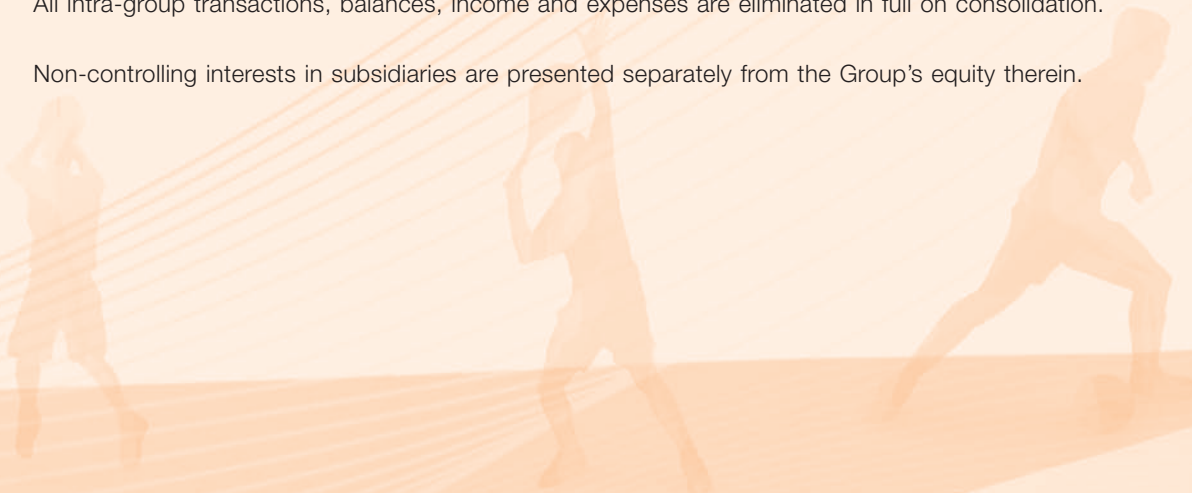 All intra-group transactions, balances, income and expenses are eliminated in full on consolidation.
Non-controlling interests in subsidiaries are presented separately from the Group’s equity therein.